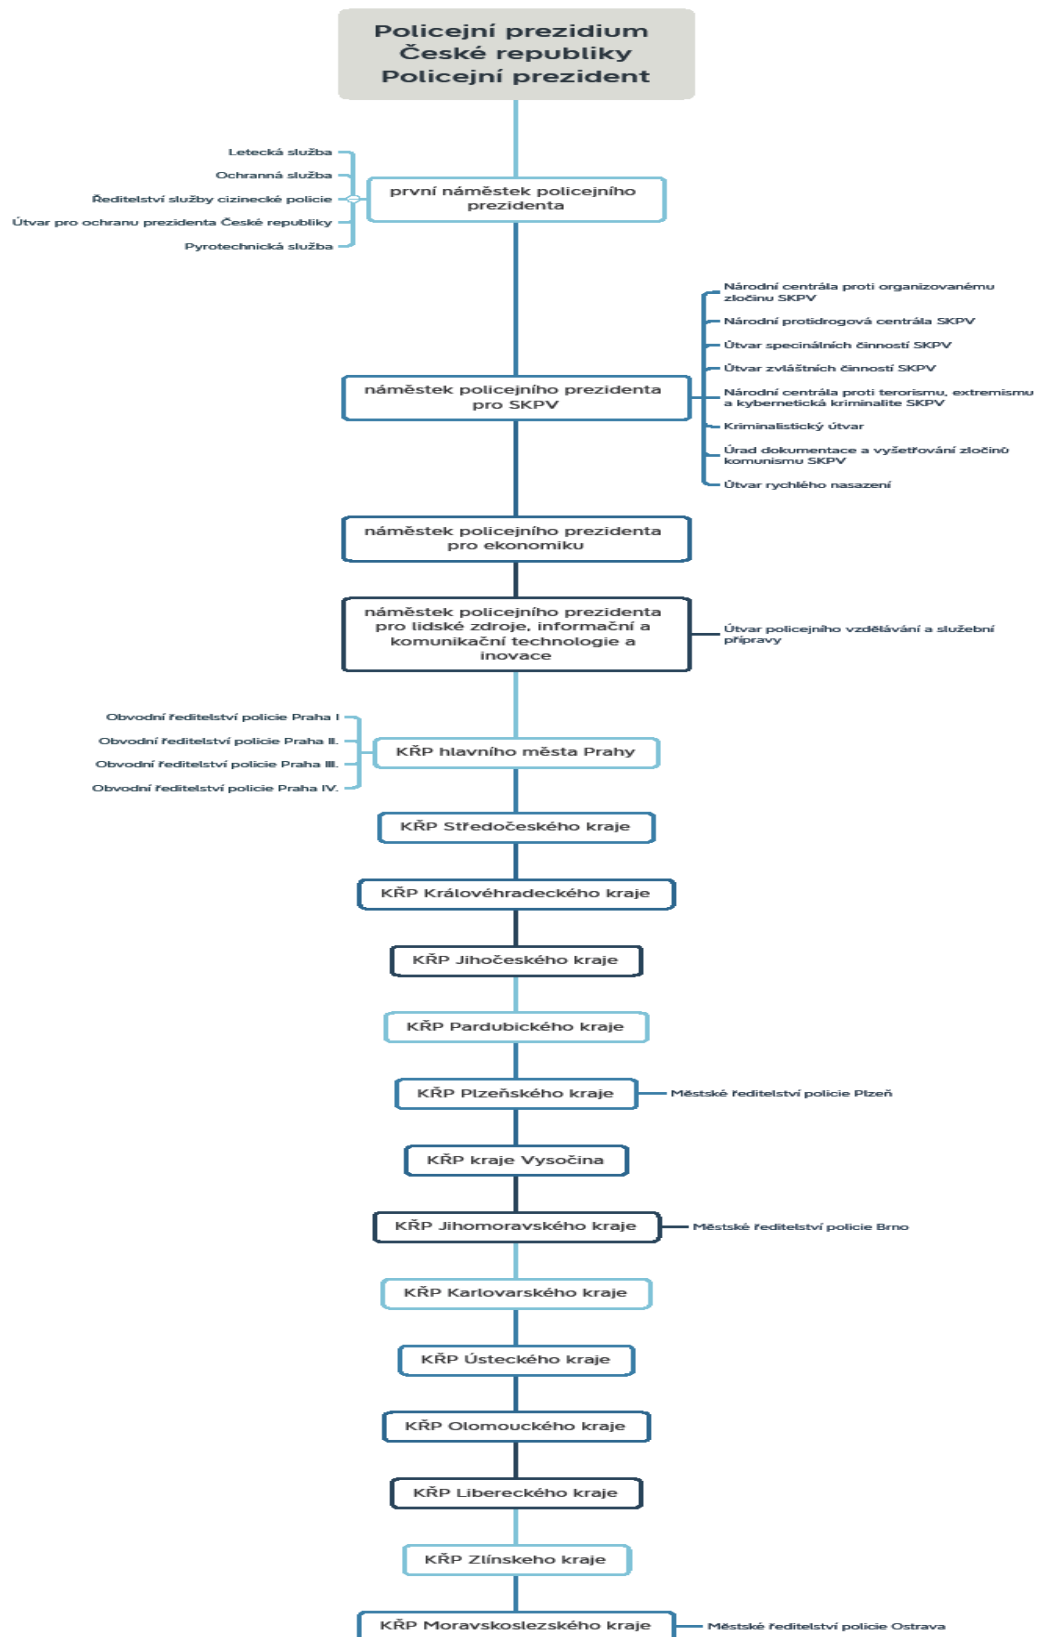 Policejní prezidium
České republiky
Policejní prezident
Letecká služba
Ochranná služba
Ředitelství služby cizinecké policie
Útvar pro ochranu prezidenta České republiky
Pyrotechnická služba
první náměstek policejního
prezidenta
náměstek policejního prezidenta
pro SKPV
Národní centrála proti organizovanému
zločinu SKPV
Národní protidrogová centrála SKPV
Útvar specinálních činností SKPV
Útvar zvláštních činností SKPV
Národní centrála proti terorismu, extremismu
a kybernetická kriminalite SKPV
Kriminalistický útvar
Úrad dokumentace a vyšetřování zločinů
komunismu SKPV
Útvar rychlého nasazení
náměstek policejního prezidenta
pro ekonomiku
náměstek policejního prezidenta
pro lidské zdroje, informační a
komunikační technologie a
inovace
Útvar policejního vzdělávání a služební
přípravy
Obvodní ředitelství policie Praha I
Obvodní ředitelství policie Praha II.
Obvodní ředitelství policie Praha III.
Obvodní ředitelství policie Praha IV.
KŘP hlavního města Prahy
KŘP Středočeského kraje
KŘP Královéhradeckého kraje
KŘP Jihočeského kraje
KŘP Pardubického kraje
KŘP Plzeňského kraje
Městské ředitelství policie Plzeň
KŘP kraje Vysočina
KŘP Jihomoravského kraje
Městské ředitelství policie Brno
KŘP Karlovarského kraje
KŘP Ústeckého kraje
KŘP Olomouckého kraje
KŘP Libereckého kraje
KŘP Zlínskeho kraje
KŘP Moravskoslezského kraje
Městské ředitelství policie Ostrava